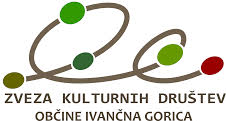 ZVEZA KULTURNIH DRUŠTEV
OBČINE IVANČNA GORICA